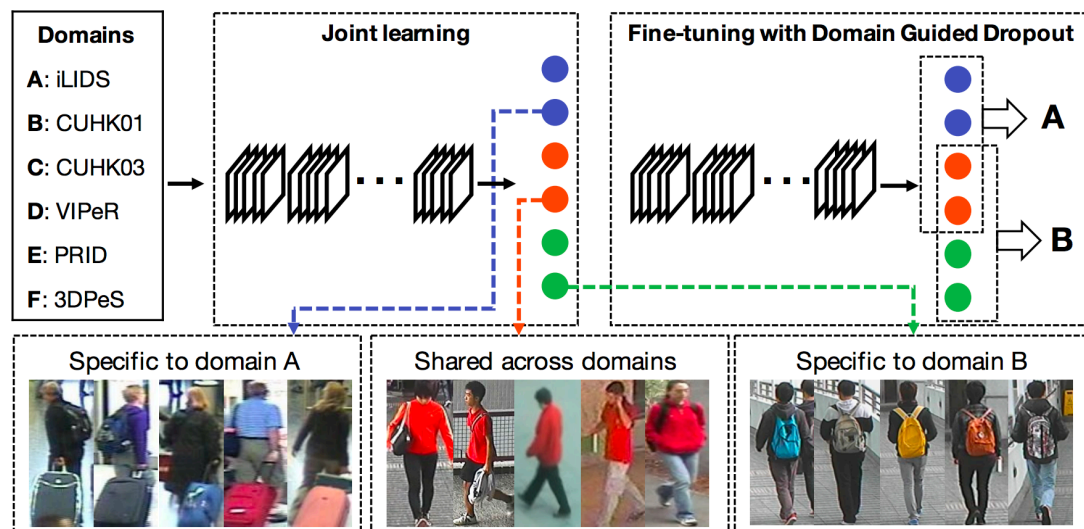 Domains
A: iLIDS
B: CUHK01
C: CUHK03
D: VIPeR
E: PRID
F: 3DPeS
Joint learning
Fine-tuning with Domain Guided Dropout
A
B
Specific to domain A
Shared across domains
Specific to domain B